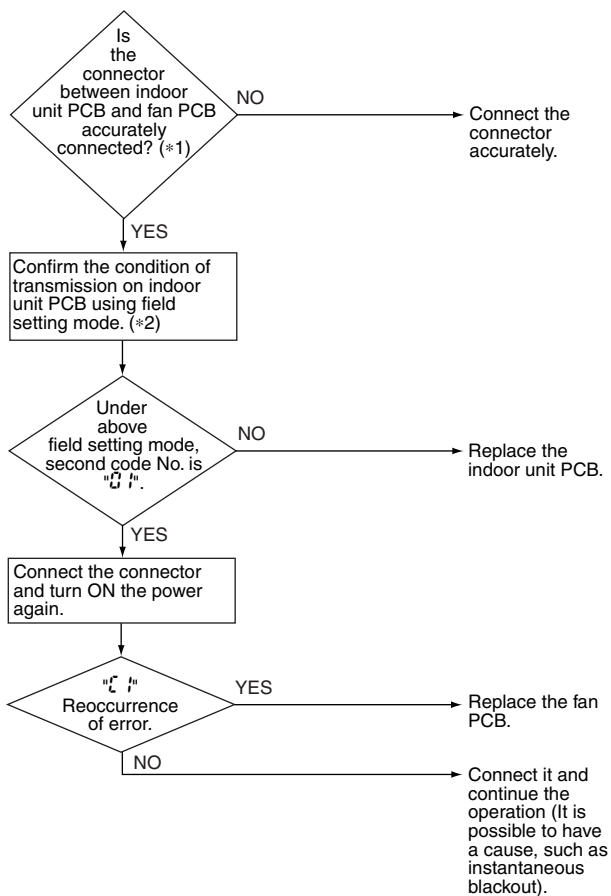 Is
the
connector
between indoor
unit PCB and fan PCB
accurately
connected? (*1)
NO
Connect the
connector
accurately.
YES
Confirm the condition of
transmission on indoor
unit PCB using field
setting mode. (*2)
Under
above
field setting mode,
second code No. is
"01".
NO
Replace the
indoor unit PCB.
YES
Connect the connector
and turn ON the power
again.
"C1"
Reoccurrence
of error.
YES
Replace the fan
PCB.
NO
Connect it and
continue the
operation (It is
possible to have
a cause, such as
instantaneous
blackout).